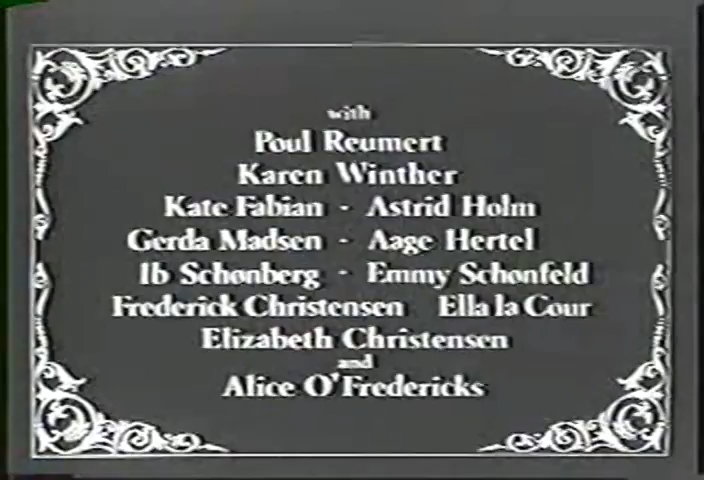 with
Poul Reumert
Karen Winther
Kate Fabian - Astrid Holm
Gerda Madsen - Aage Hertel
Ib Schønberg - Emmy Schønfeld
Frederick Christensen Ella la Cour
Elizabeth Christensen
and
Alice O'Fredericks